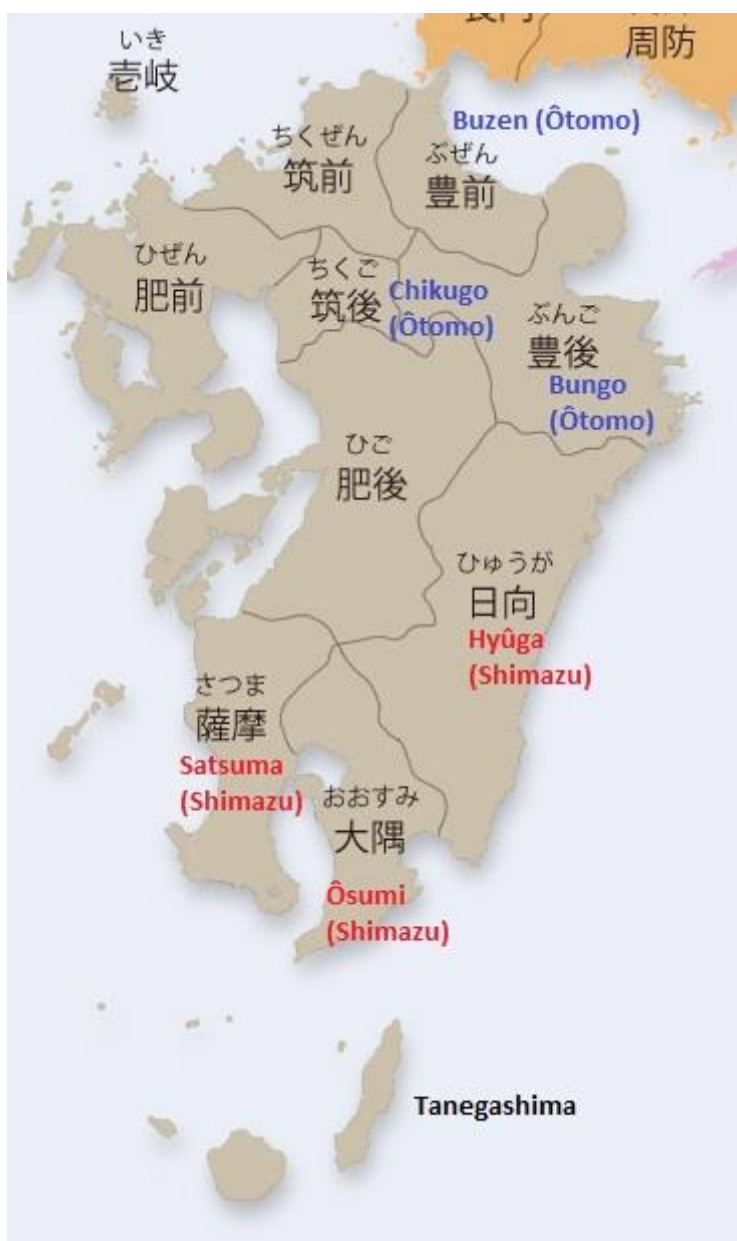 周防
いき
壱岐
Buzen (Ôtomo)
ちくぜん
筑前
ぶぜん
豊前
ひぜん
肥前
ちくご
筑後
Chikugo
(Ôtomo)
ぶんご
豊後
Bungo
(Ôtomo)
ひご
肥後
ひゅうが
日向
Hyûga
(Shimazu)
さつま
薩摩
Satsuma
(Shimazu)
おおすみ
大隅
Ôsumi
(Shimazu)
Tanegashima